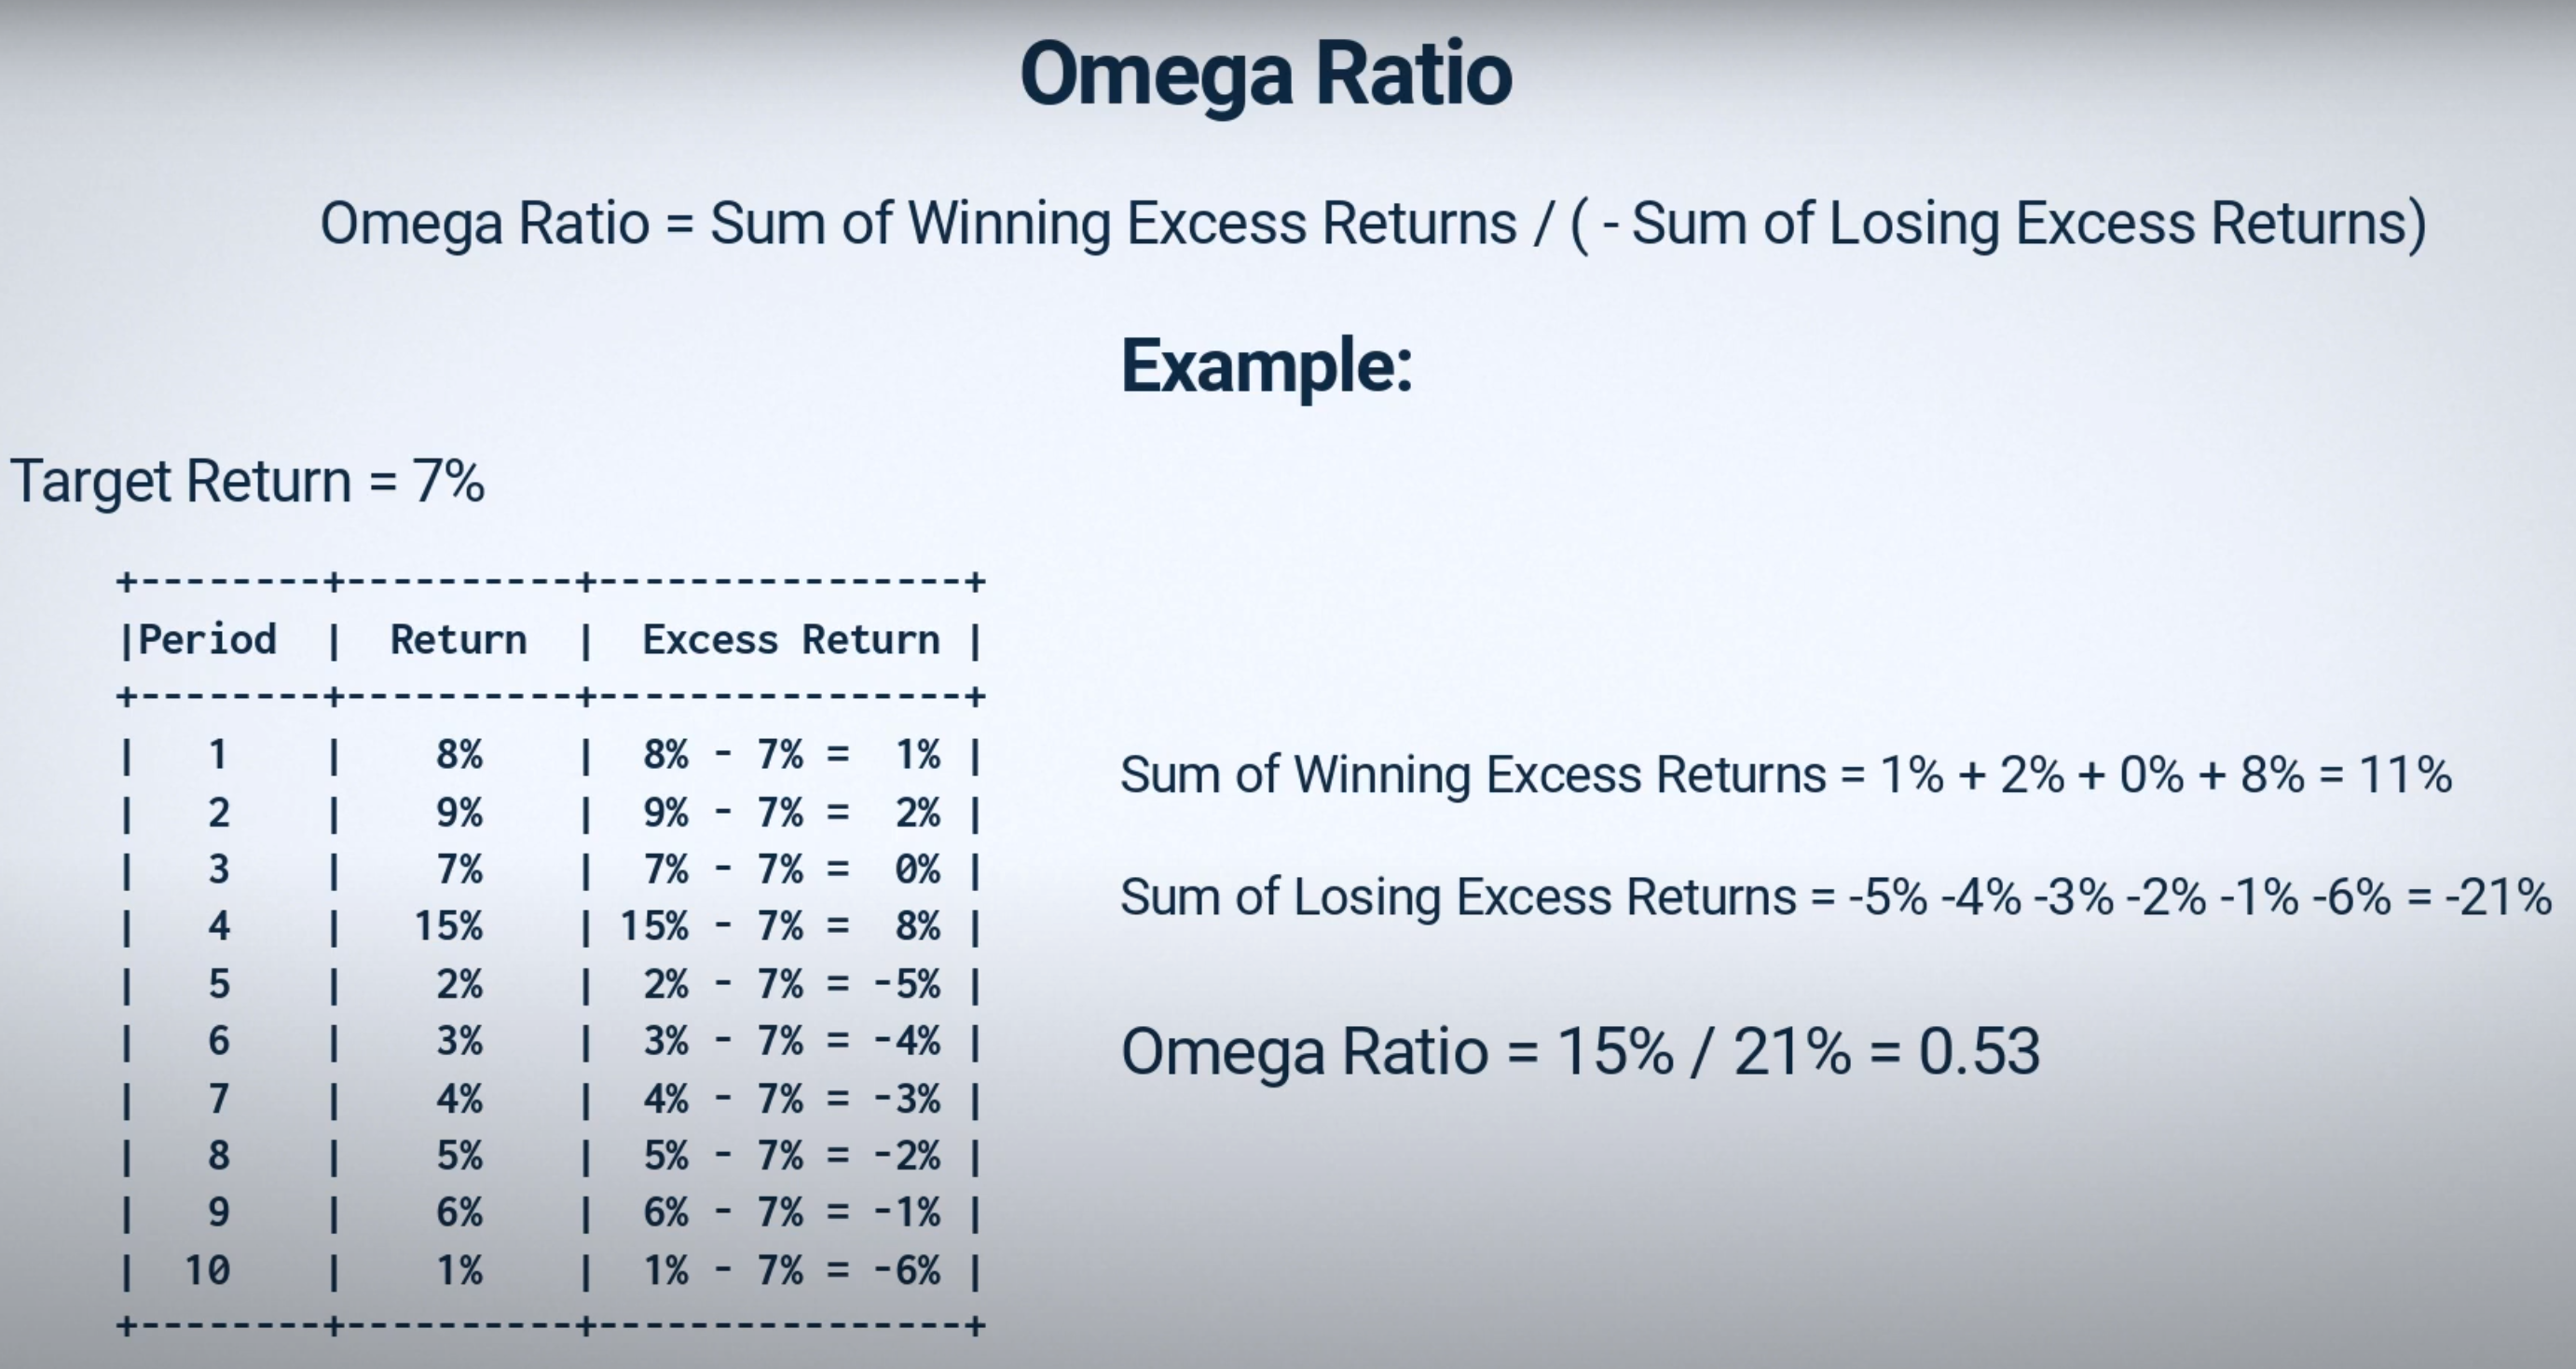 Omega Ratio
Omega Ratio = Sum of Winning Excess Returns / ( - Sum of Losing Excess Returns)
Example:
Target Return = 7%
+--------+----------+---------------+
|Period | Return | Excess Return |
+--------+----------+---------------+
| 1 | 8% | 8% - 7% = 1% |
| 2 | 9% | 9% - 7% = 2% |
| 3 | 7% | 7% - 7% = 0% |
| 4 | 15% | 15% - 7% = 8% |
| 5 | 2% | 2% - 7% = -5% |
| 6 | 3% | 3% - 7% = -4% |
| 7 | 4% | 4% - 7% = -3% |
| 8 | 5% | 5% - 7% = -2% |
| 9 | 6% | 6% - 7% = -1% |
| 10 | 1% | 1% - 7% = -6% |
+--------+----------+---------------+
Sum of Winning Excess Returns = 1% + 2% + 0% + 8% = 11%
Sum of Losing Excess Returns = -5% -4% -3% -2% -1% -6% = -21%
Omega Ratio = 15% / 21% = 0.53